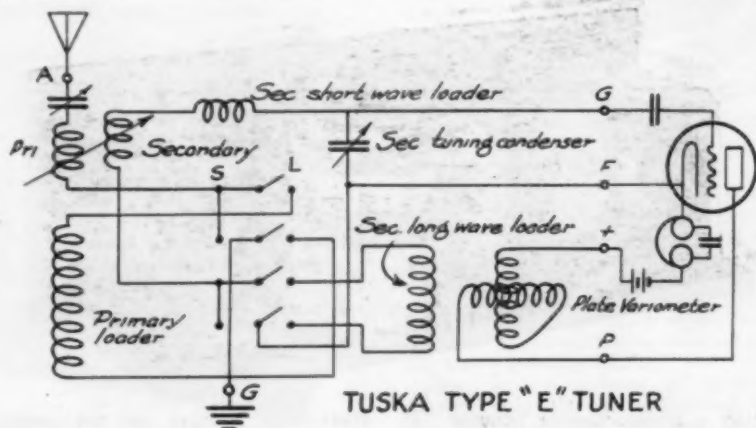 A
Sec short wave loader
G
Pri
Secondary
Sec tuning condenser
S
L
F
Sec. long wave loader
+
Plate Variometer
Primary
loader
P
G
TUSKA TYPE "E" TUNER